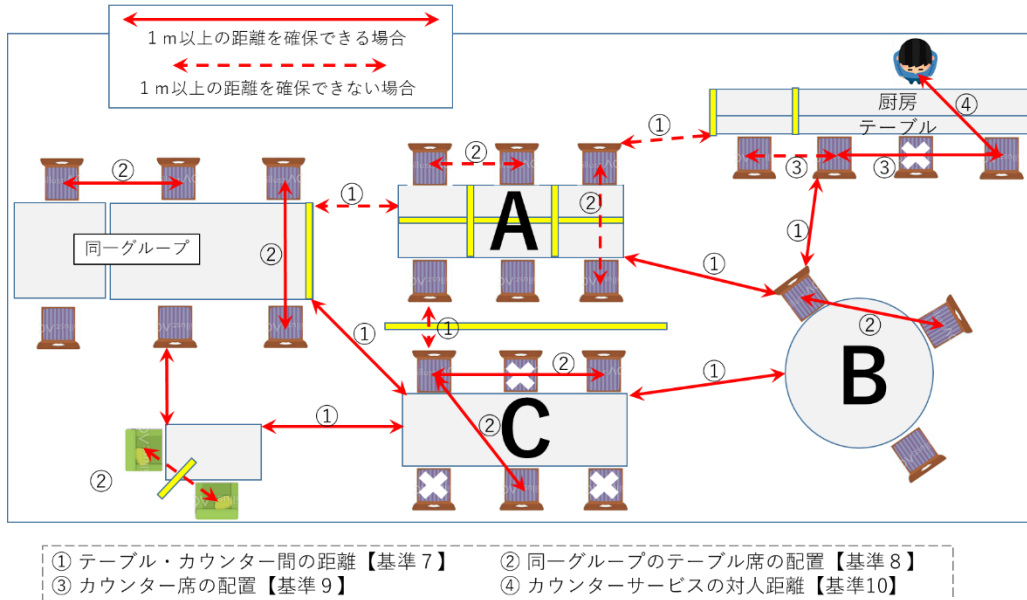 1m以上の距離を確保できる場合
1m以上の距離を確保できない場合
厨房
テーブル
④
①
②
③
③
②
①
②
A
②
①
同一グループ
②
①
①
①
②
B
①
②
①
②
C
①
②
① テーブル・カウンター間の距離【基準7】
② 同一グループのテーブル席の配置【基準8】
③ カウンター席の配置【基準9】
④ カウンターサービスの対人距離【基準10】